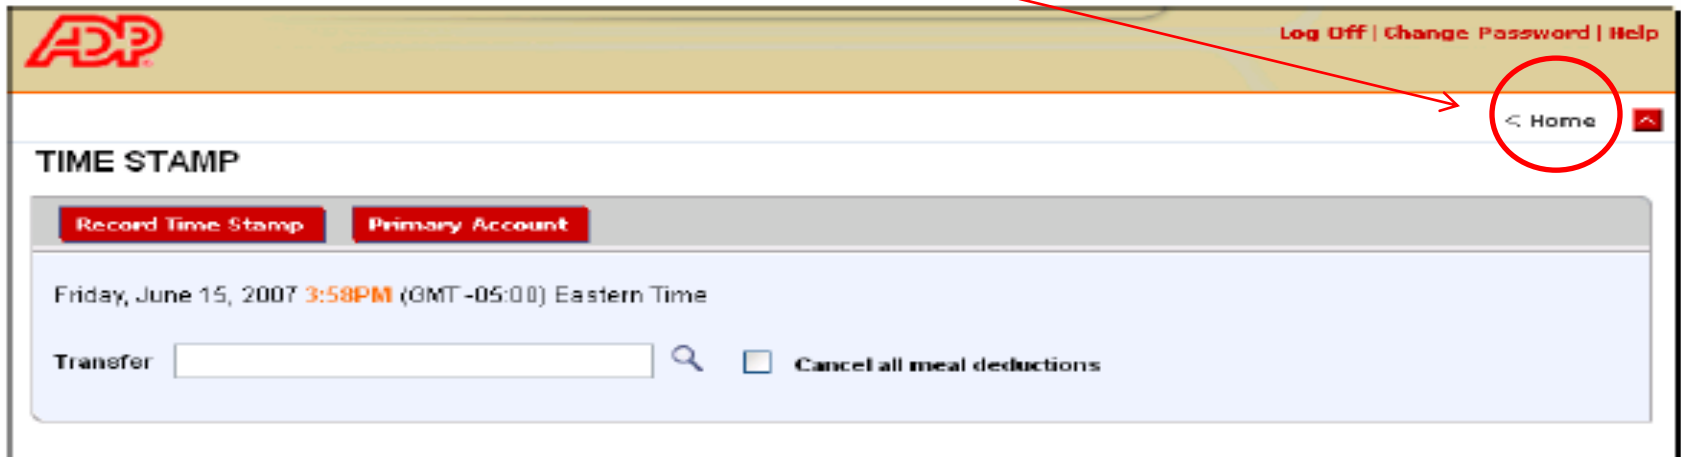 ADP
Log Off | Change Password | Help
< Home
TIME STAMP
Record Time Stamp Primary Account
Friday, June 15, 2007 3:58PM (GMT -05:00) Eastern Time
Transfer Cancel all meal deductions